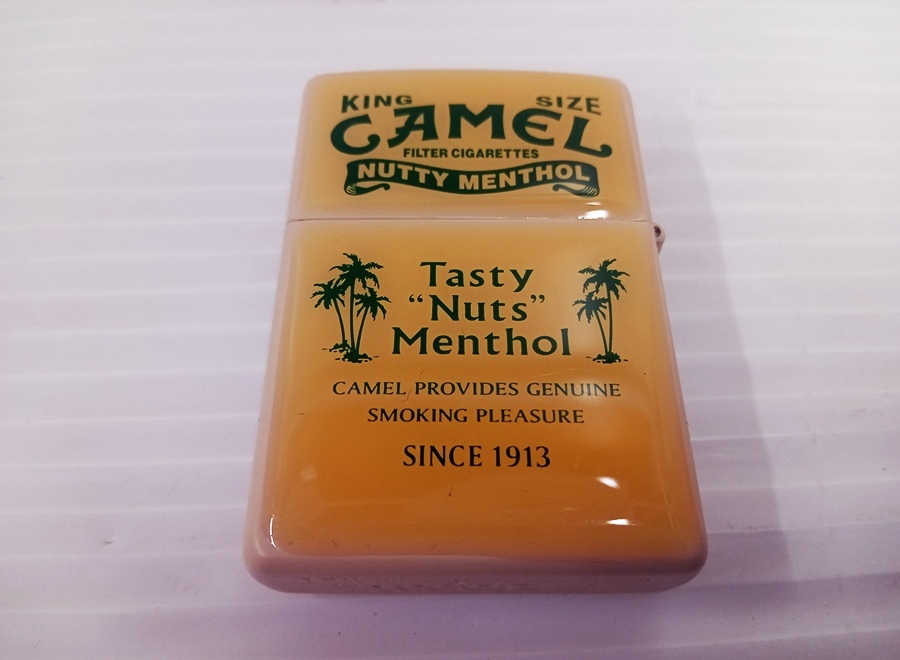 KING SIZE
CAMEL
FILTER CIGARETTES
NUTTY MENTHOL
Tasty
“Nuts”
Menthol
CAMEL PROVIDES GENUINE
SMOKING PLEASURE
SINCE 1913